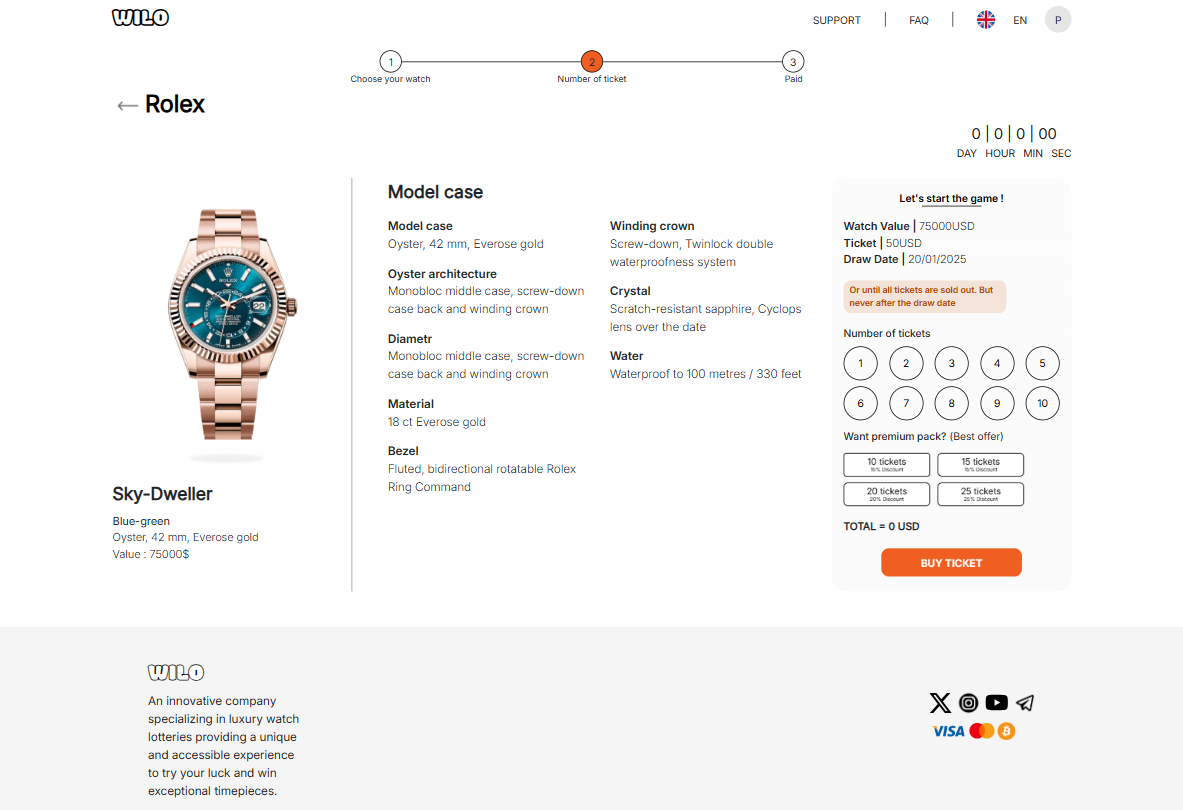 WILO
SUPPORT | FAQ | EN P
1 2 3
Choose your watch Number of ticket Paid
← Rolex
0 | 0 | 0 | 00
DAY HOUR MIN SEC
ROLEX
Sky-Dweller
Blue-green
Oyster, 42 mm, Everose gold
Value : 75000$
Model case
Model case
Oyster, 42 mm, Everose gold
Oyster architecture
Monobloc middle case, screw-down
case back and winding crown
Diametr
Monobloc middle case, screw-down
case back and winding crown
Material
18 ct Everose gold
Bezel
Fluted, bidirectional rotatable Rolex
Ring Command
Winding crown
Screw-down, Twinlock double
waterproofness system
Crystal
Scratch-resistant sapphire, Cyclops
lens over the date
Water
Waterproof to 100 metres / 330 feet
Let's start the game !
Watch Value | 75000USD
Ticket | 50USD
Draw Date | 20/01/2025
Or until all tickets are sold out. But
never after the draw date
Number of tickets
1 2 3 4 5
6 7 8 9 10
Want premium pack? (Best offer)
10 tickets 15 tickets
15% Discount 15% Discount
20 tickets 25 tickets
20% Discount 25% Discount
TOTAL = 0 USD
BUY TICKET
WILO
An innovative company
specializing in luxury watch
lotteries providing a unique
and accessible experience
to try your luck and win
exceptional timepieces.
VISA